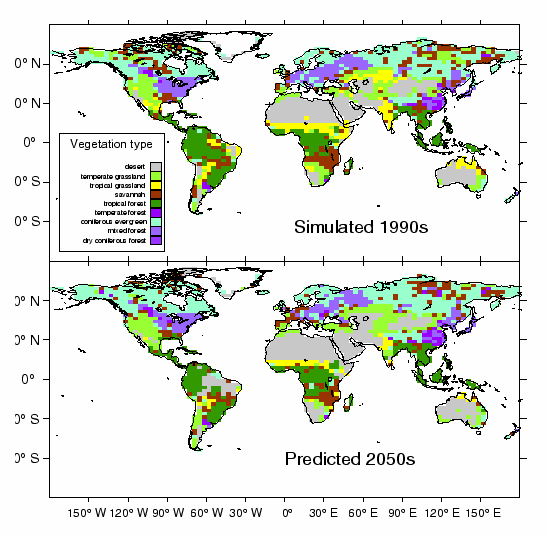 0° N
0° N
0°
0° S
0° S
Vegetation type
desert
temperate grassland
tropical grassland
savannah
tropical forest
temperate forest
coniferous evergreen
mixed forest
dry coniferous forest
Simulated 1990s
0° N
0° N
0°
0° S
0° S
Predicted 2050s
150° W 120° W 90° W 60° W 30° W 0° 30° E 60° E 90° E 120° E 150° E